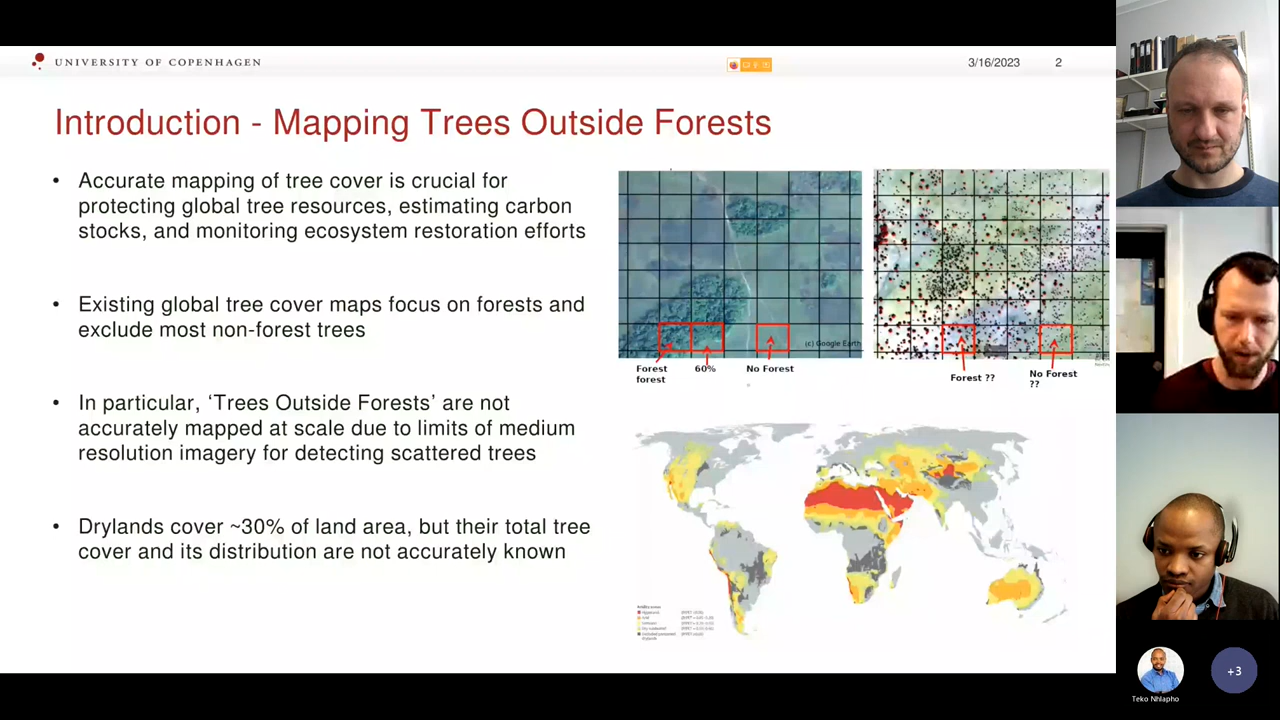 UNIVERSITY OF COPENHAGEN
3/16/2023 2
Introduction - Mapping Trees Outside Forests
• Accurate mapping of tree cover is crucial for
protecting global tree resources, estimating carbon
stocks, and monitoring ecosystem restoration efforts
• Existing global tree cover maps focus on forests and
exclude most non-forest trees
• In particular, ‘Trees Outside Forests’ are not
accurately mapped at scale due to limits of medium
resolution imagery for detecting scattered trees
• Drylands cover ~30% of land area, but their total tree
cover and its distribution are not accurately known
(c) Google Earth
Forest
forest
60%
No Forest
Forest ??
No Forest
??
Teko Nhlapho
+3